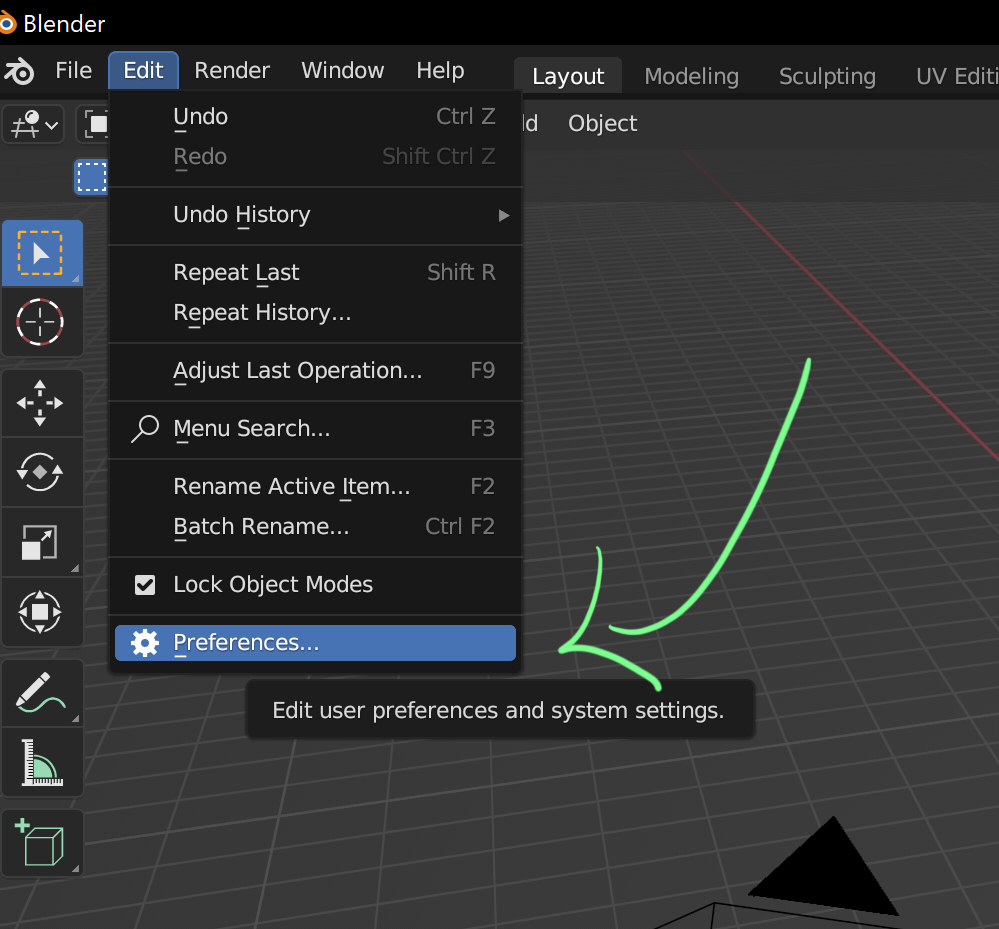 Blender
File Edit Render Window Help Layout Modeling Sculpting UV Editi
ld Object
Undo Ctrl Z
Redo Shift Ctrl Z
Undo History
Repeat Last Shift R
Repeat History...
Adjust Last Operation... F9
Menu Search... F3
Rename Active Item... F2
Batch Rename... Ctrl F2
Lock Object Modes
Preferences...
Edit user preferences and system settings.